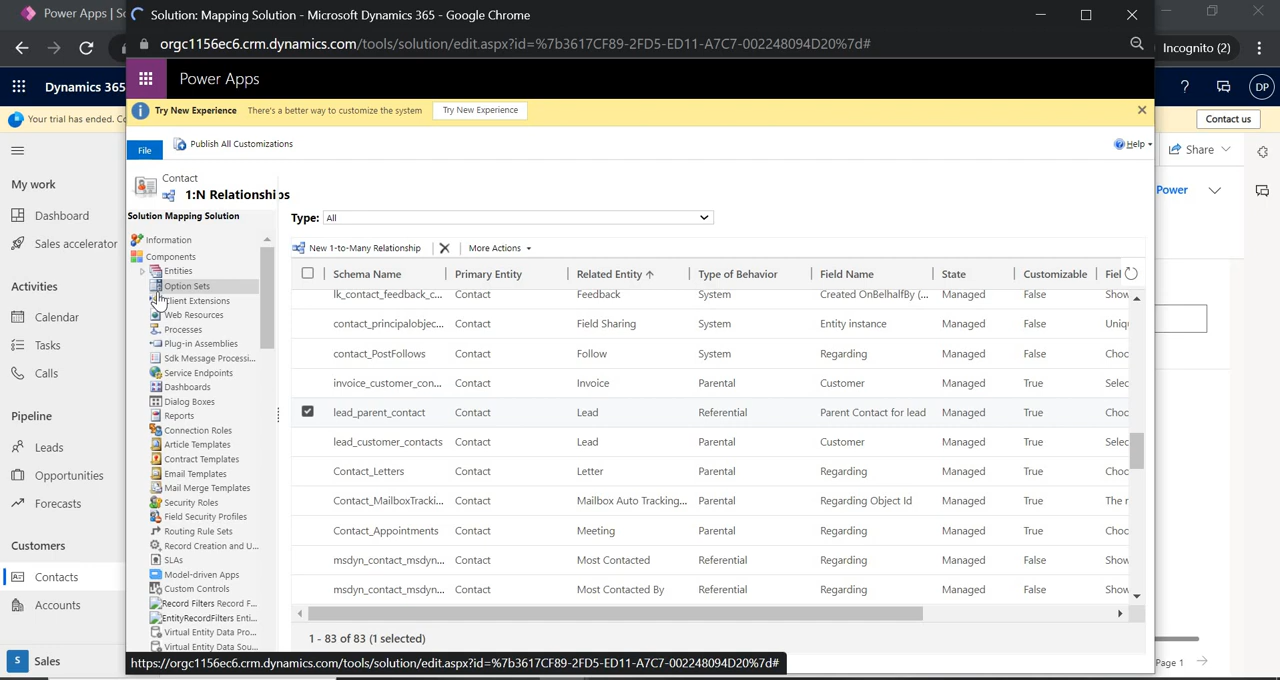 Power Apps | Sc
Solution: Mapping Solution - Microsoft Dynamics 365 - Google Chrome
orgc1156ec6.crm.dynamics.com/tools/solution/edit.aspx?id=%7b3617CF89-2FD5-ED11-A7C7-002248094D20%7d#
Incognito (2)
Dynamics 365
Power Apps
DP
Your trial has ended. Co
Try New Experience There's a better way to customize the system Try New Experience
Contact us
File Publish All Customizations Help
Share
Power
My work
Dashboard
Sales accelerator
Activities
Calendar
Tasks
Calls
Pipeline
Leads
Opportunities
Forecasts
Customers
Contacts
Accounts
S Sales
Contact
1:N Relationships
Solution Mapping Solution
Information
Components
Entities
Option Sets
Client Extensions
Web Resources
Processes
Plug-in Assemblies
Sdk Message Processi...
Service Endpoints
Dashboards
Dialog Boxes
Reports
Connection Roles
Article Templates
Contract Templates
Email Templates
Mail Merge Templates
Security Roles
Field Security Profiles
Routing Rule Sets
Record Creation and U...
SLAs
Model-driven Apps
Custom Controls
Record Filters Record F...
EntityRecordFilters Enti...
Virtual Entity Data Pro...
Virtual Entity Data Sou...
Type: All
New 1-to-Many Relationship More Actions
Schema Name Primary Entity Related Entity Type of Behavior Field Name State Customizable Fiel
lk_contact_feedback_c... Contact Feedback System Created OnBelhalfBy (... Managed False Show
contact_principalobjec... Contact Field Sharing System Entity instance Managed False Uniq
contact_PostFollows Contact Follow System Regarding Managed False Choo
invoice_customer_con... Contact Invoice Parental Customer Managed True Selec
lead_parent_contact Contact Lead Referential Parent Contact for lead Managed True Choo
lead_customer_contacts Contact Lead Parental Customer Managed True Selec
Contact_Letters Contact Letter Parental Regarding Managed True Choo
Contact_MailboxTracki... Contact Mailbox Auto Tracking... Parental Regarding Object Id Managed True The r
Contact_Appointments Contact Meeting Parental Regarding Managed True Choo
msdyn_contact_msdyn... Contact Most Contacted Referential Regarding Managed False Show
msdyn_contact_msdyn... Contact Most Contacted By Referential Regarding Managed False Show
1 - 83 of 83 (1 selected)
https://orgc1156ec6.crm.dynamics.com/tools/solution/edit.aspx?id=%7b3617CF89-2FD5-ED11-A7C7-002248094D20%7d#
Page 1